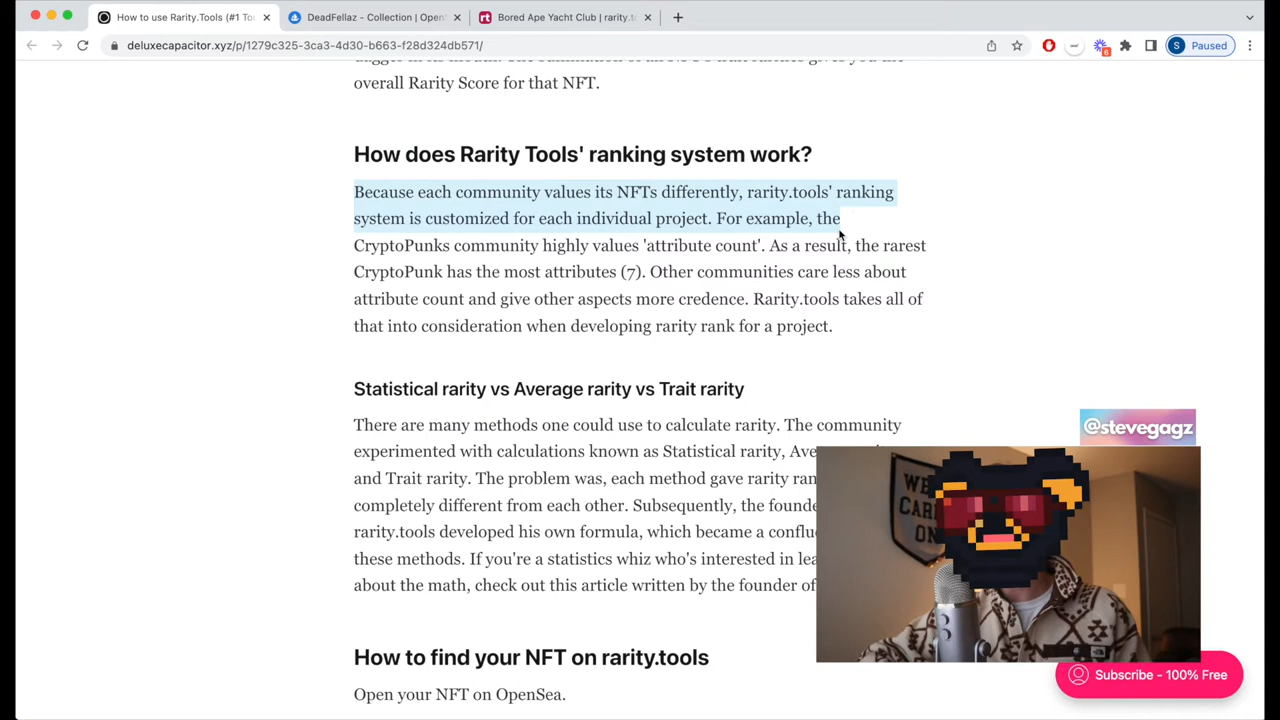 How to use Rarity.Tools (#1 To
DeadFellaz - Collection | Open
Bored Ape Yacht Club | rarity.to
deluxecapacitor.xyz/p/1279c325-3ca3-4d30-b663-f28d324db571/
6
S
Paused
overall Rarity Score for that NFT.
How does Rarity Tools' ranking system work?
Because each community values its NFTs differently, rarity.tools' ranking
system is customized for each individual project. For example, the
CryptoPunks community highly values 'attribute count'. As a result, the rarest
CryptoPunk has the most attributes (7). Other communities care less about
attribute count and give other aspects more credence. Rarity.tools takes all of
that into consideration when developing rarity rank for a project.
Statistical rarity vs Average rarity vs Trait rarity
There are many methods one could use to calculate rarity. The community
experimented with calculations known as Statistical rarity, Ave
and Trait rarity. The problem was, each method gave rarity ran
completely different from each other. Subsequently, the founde
rarity.tools developed his own formula, which became a conflu
these methods. If you're a statistics whiz who's interested in lea
about the math, check out this article written by the founder of
@stevegagz
WE
CAR
ON
How to find your NFT on rarity.tools
Open your NFT on OpenSea.
Subscribe - 100% Free